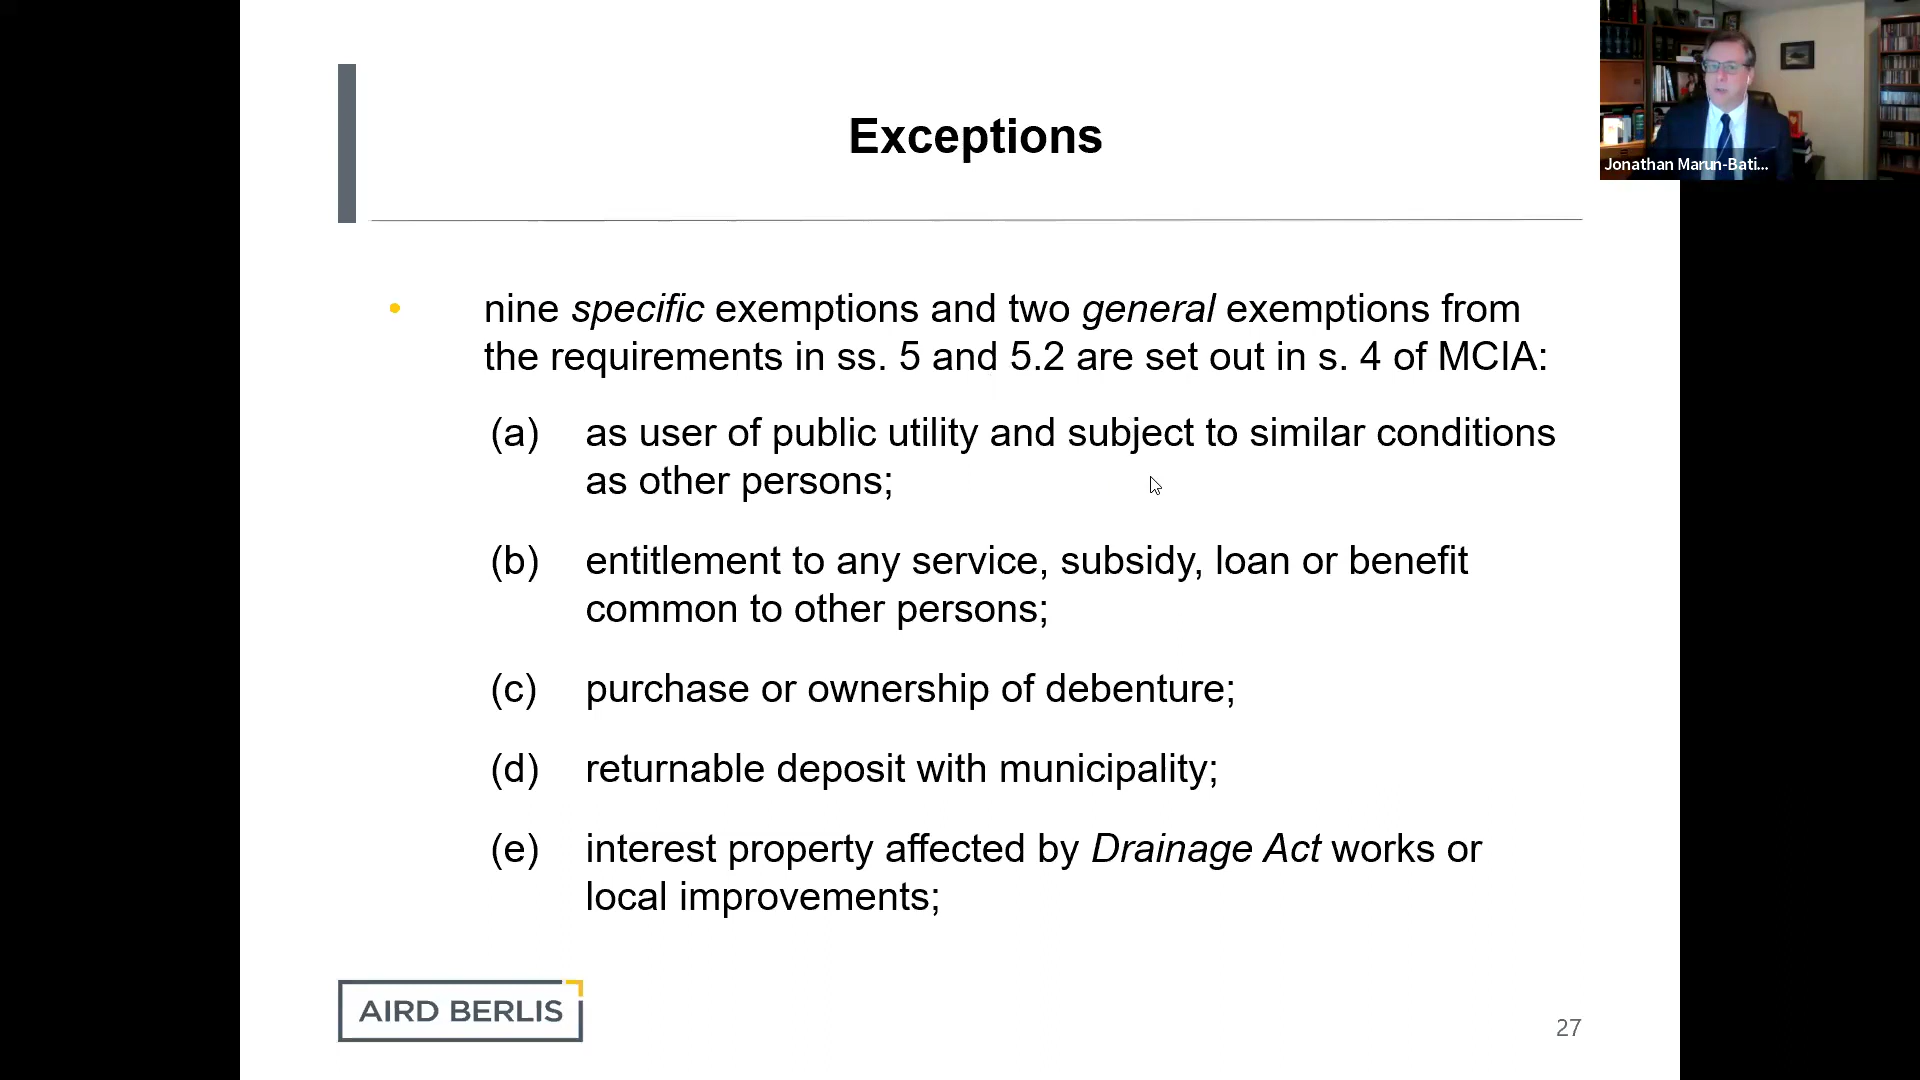 Exceptions
Jonathan Marun-Bati...
• nine specific exemptions and two general exemptions from
the requirements in ss. 5 and 5.2 are set out in s. 4 of MCIA:
(a) as user of public utility and subject to similar conditions
as other persons;
(b) entitlement to any service, subsidy, loan or benefit
common to other persons;
(c) purchase or ownership of debenture;
(d) returnable deposit with municipality;
(e) interest property affected by Drainage Act works or
local improvements;
AIRD BERLIS
27